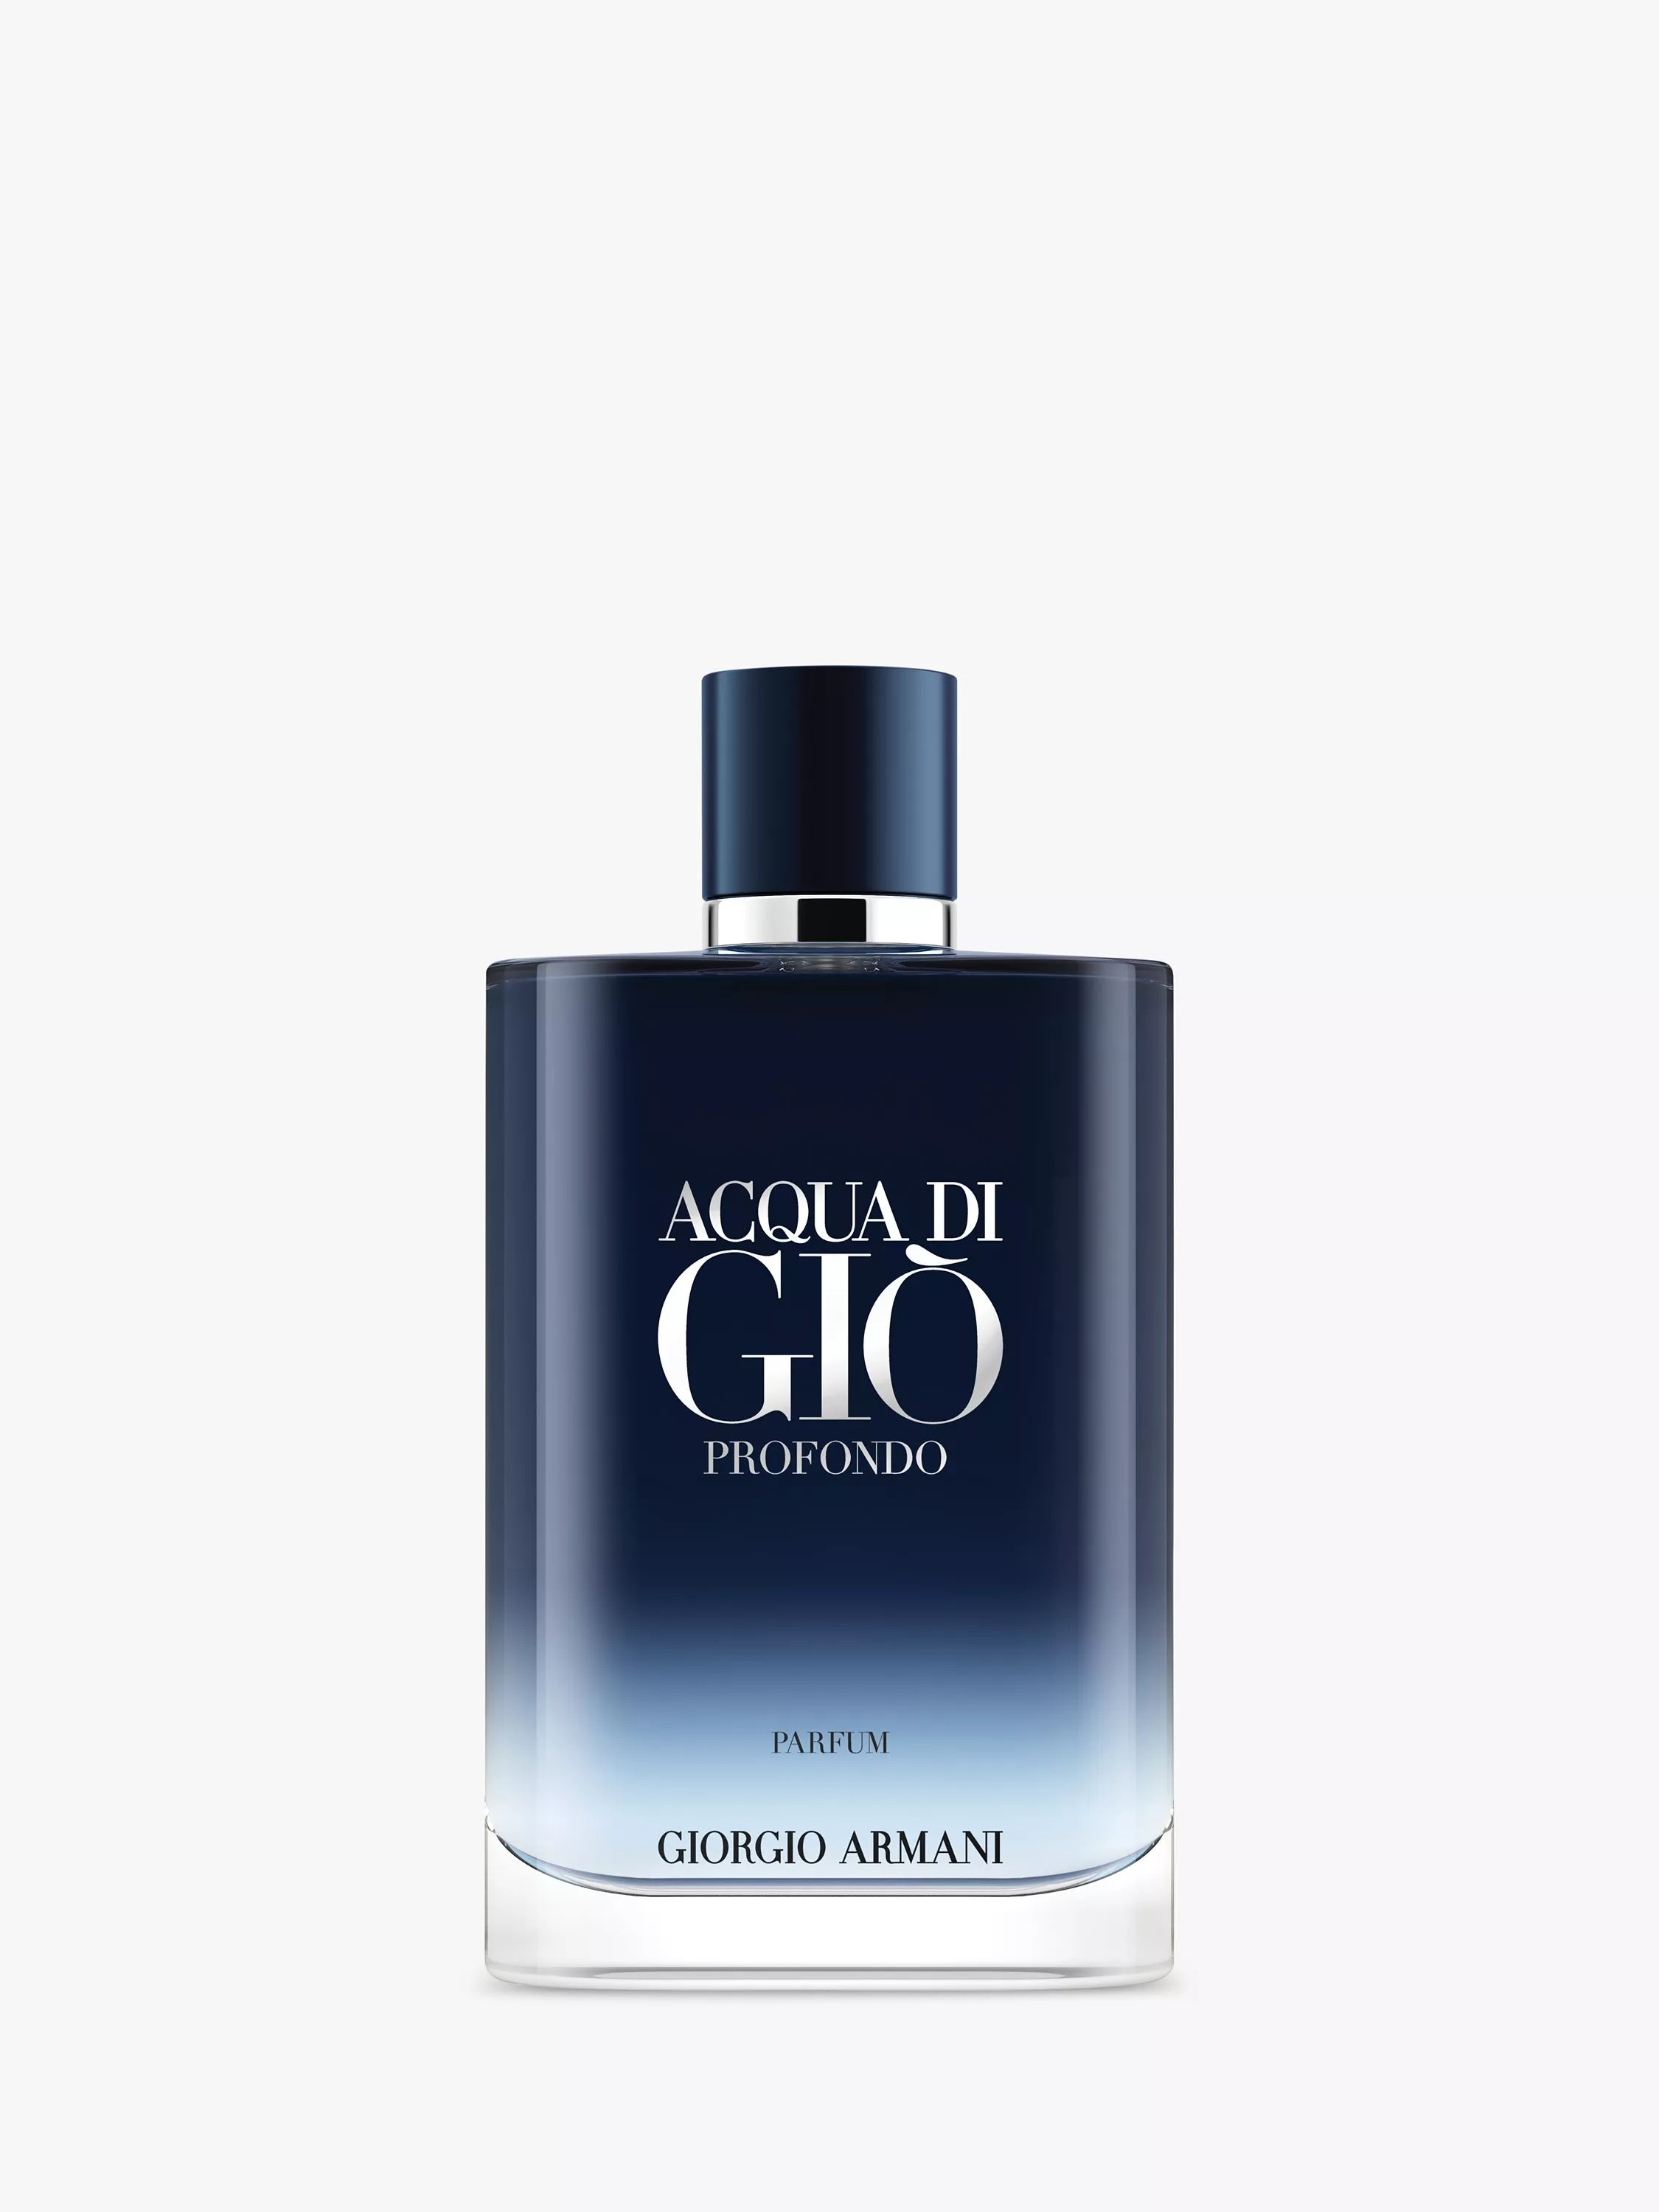 ACQUA DI
GIÒ
PROFONDO
PARFUM
GIORGIO ARMANI